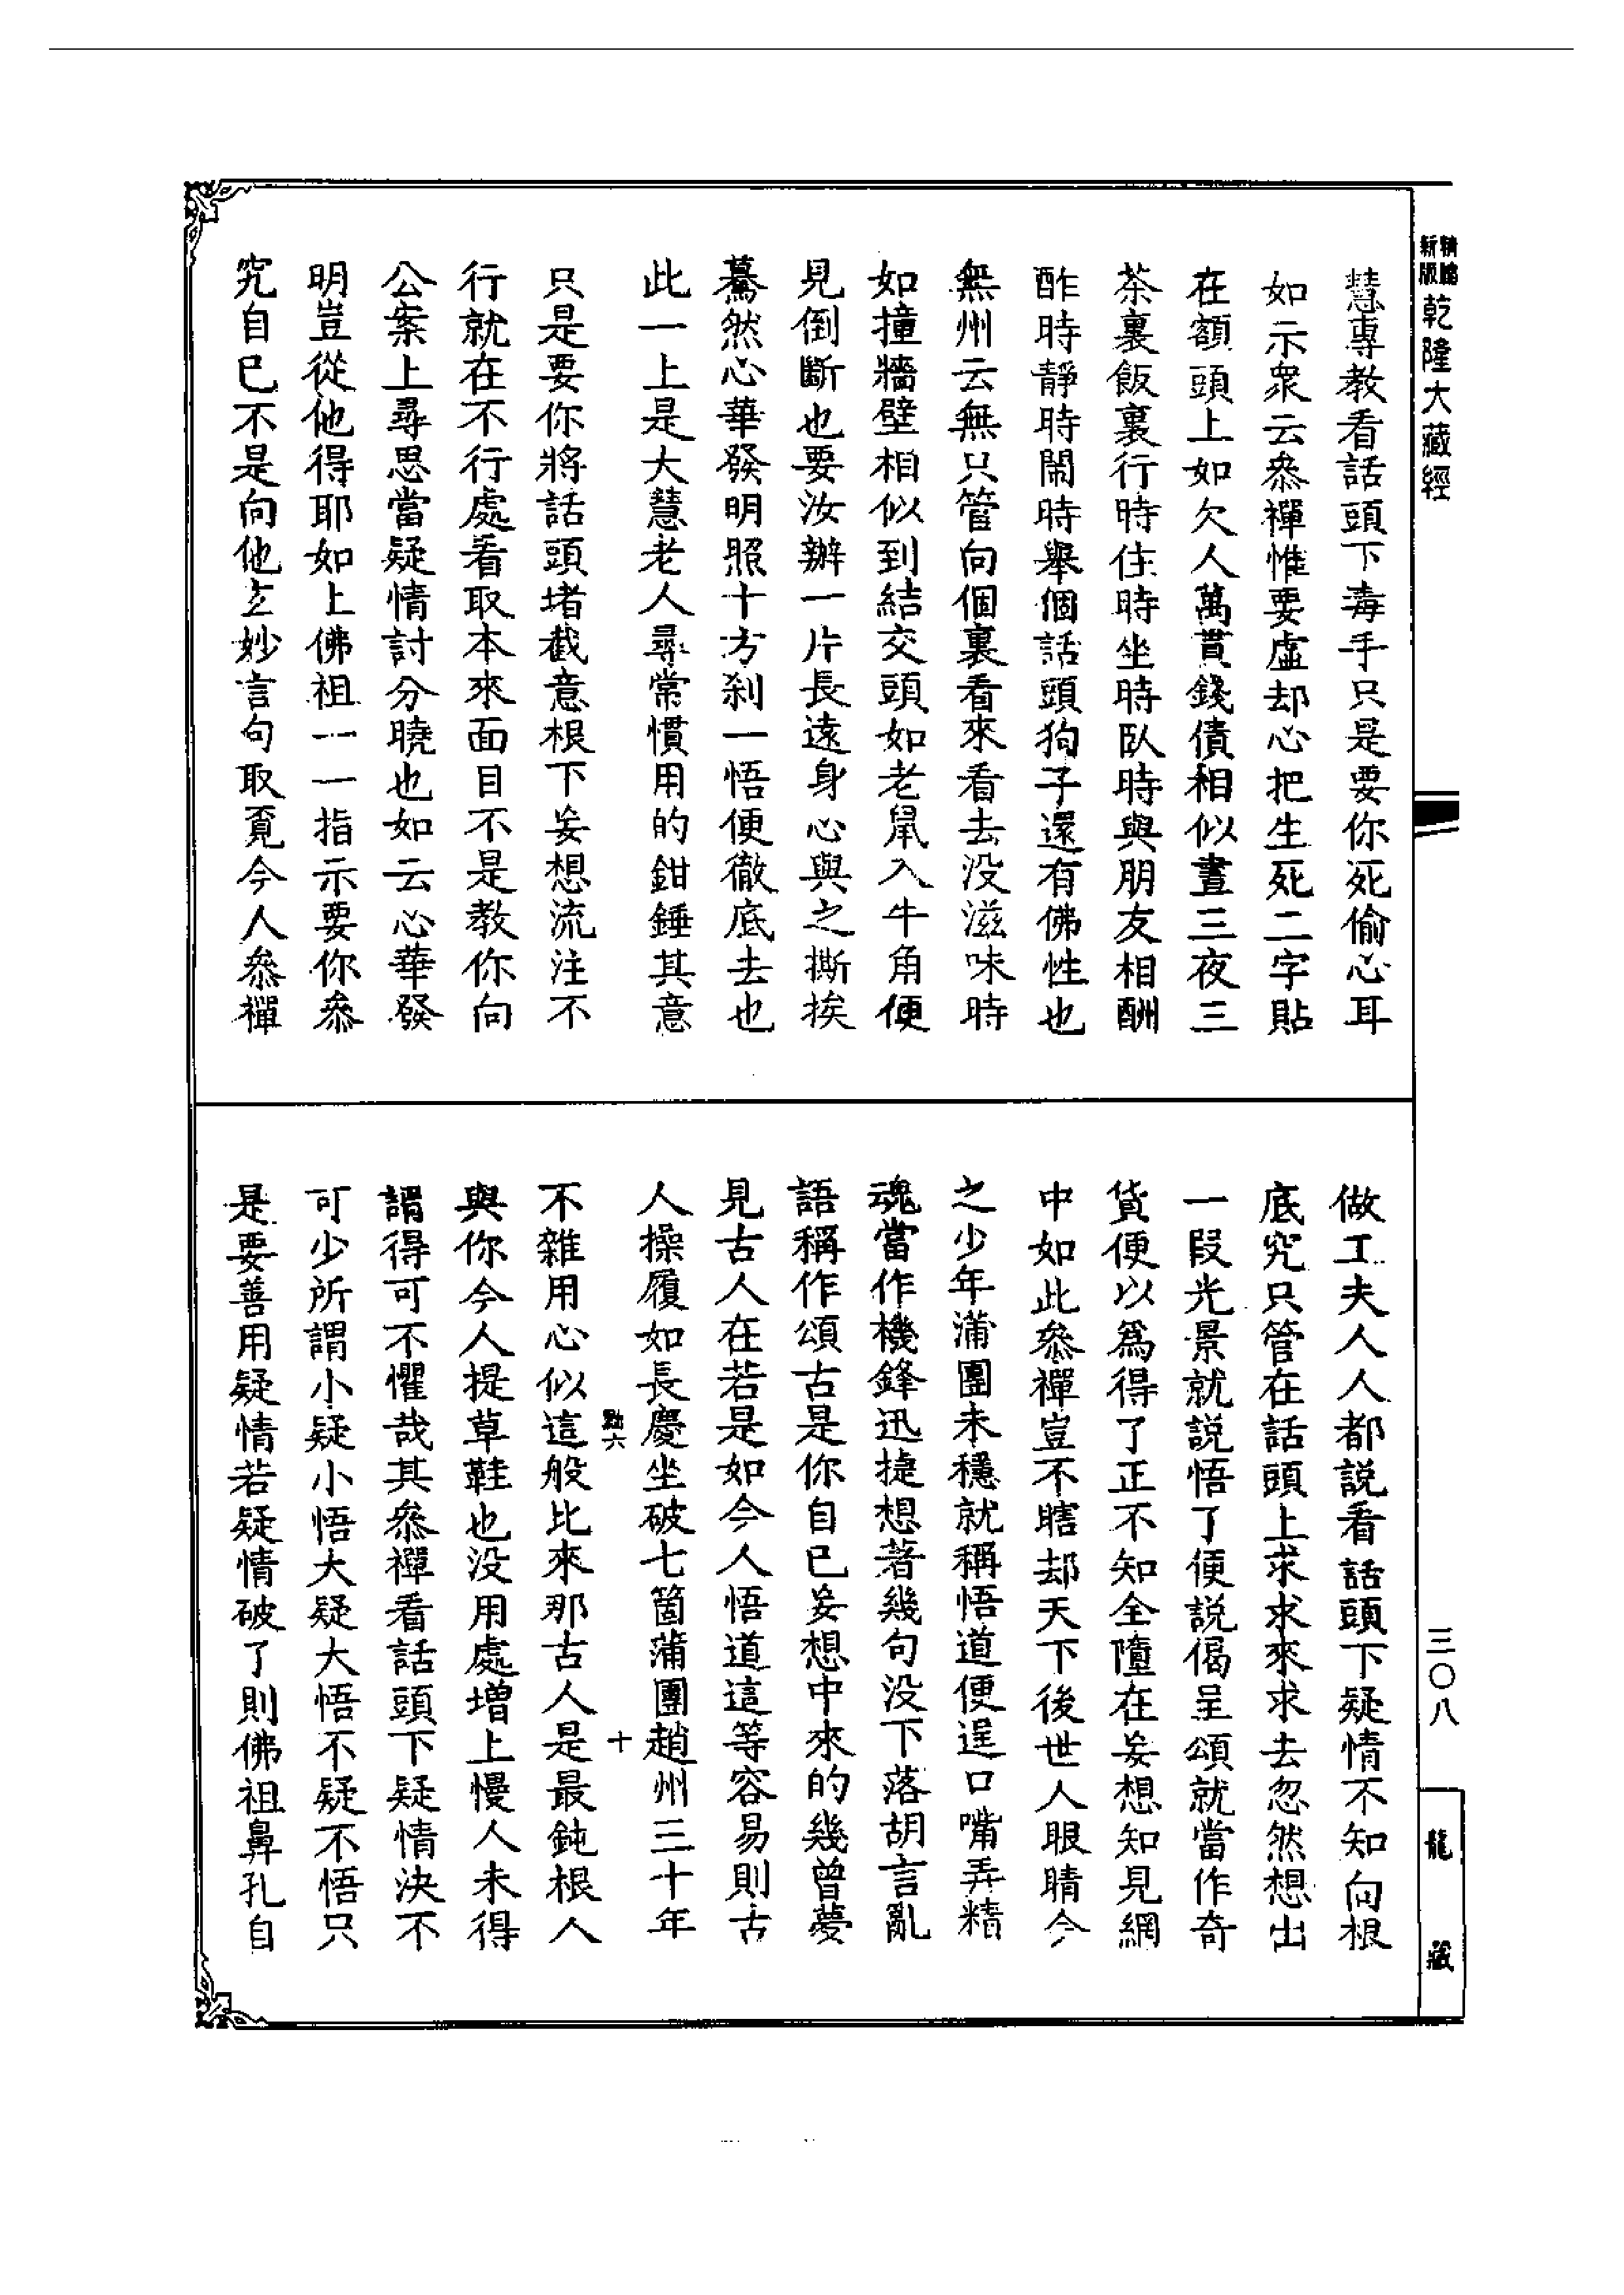 新版精縮乾隆大藏經
慧專教看話頭下毒手只是要你死偷心耳
如示衆云叅禪惟要虛却心把生死二字貼
在額頭上如欠人萬貫錢債相似晝三夜三
茶裏飯裏行時住時坐時臥時與朋友相酬
酢時靜時鬧時舉個話頭狗子還有佛性也
無州云無只管向個裏看來看去没滋味時
如撞牆壁相似到結交頭如老鼠入牛角便
見倒斷也要汝辦一片長遠身心與之撕挨
驀然心華發明照十方刹一悟便徹底去也
此一上是大慧老人尋常慣用的鉗錘其意
只是要你將話頭堵截意根下妄想流注不
行就在不行處看取本來面目不是教你向
公案上尋思當疑情討分曉也如云心華發
明豈從他得耶如上佛祖一一指示要你叅
究自已不是向他玄妙言句取覔今人叅禪
做工夫人人都説看話頭下疑情不知向根
底究只管在話頭上求求來求去忽然想出
一段光景就説悟了便説偈呈頌就當作奇
貨便以爲得了正不知全墮在妄想知見網
中如此叅禪豈不瞎却天下後世人眼睛今
之少年蒲團未穩就稱悟道便逞口嘴弄精
魂當作機鋒迅捷想著幾句没下落胡言亂
語稱作頌古是你自已妄想中來的幾曾夢
見古人在若是如今人悟道這等容易則古
人操履如長慶坐破七箇蒲團趙州三十年
點六 十
不雜用心似這般比來那古人是最鈍根人
與你今人提草鞋也没用處增上慢人未得
謂得可不懼哉其叅禪看話頭下疑情決不
可少所謂小疑小悟大疑大悟不疑不悟只
是要善用疑情若疑情破了則佛祖鼻孔自
三〇八
龍藏